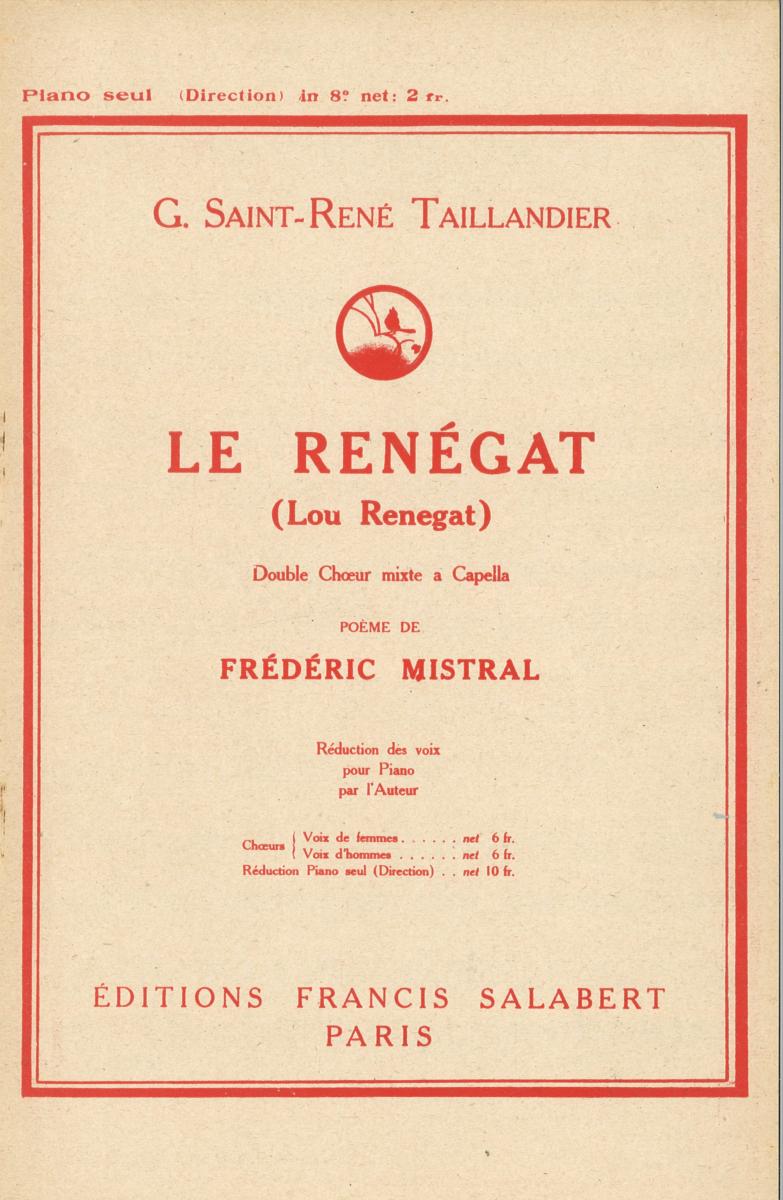 Piano seul (Direction) in 8º net: 2 fr.
G. SAINT-RENÉ TAILLANDIER
LE RENÉGAT
(Lou Renegat)
Double Chœur mixte a Capella
POÈME DE
FRÉDÉRIC MISTRAL
Réduction des voix
pour Piano
par l'Auteur
Chœurs { Voix de femmes . . . . . . net 6 fr.
Voix d'hommes . . . . . . net 6 fr.
Réduction Piano seul (Direction) . . net 10 fr.
ÉDITIONS FRANCIS SALABERT
PARIS